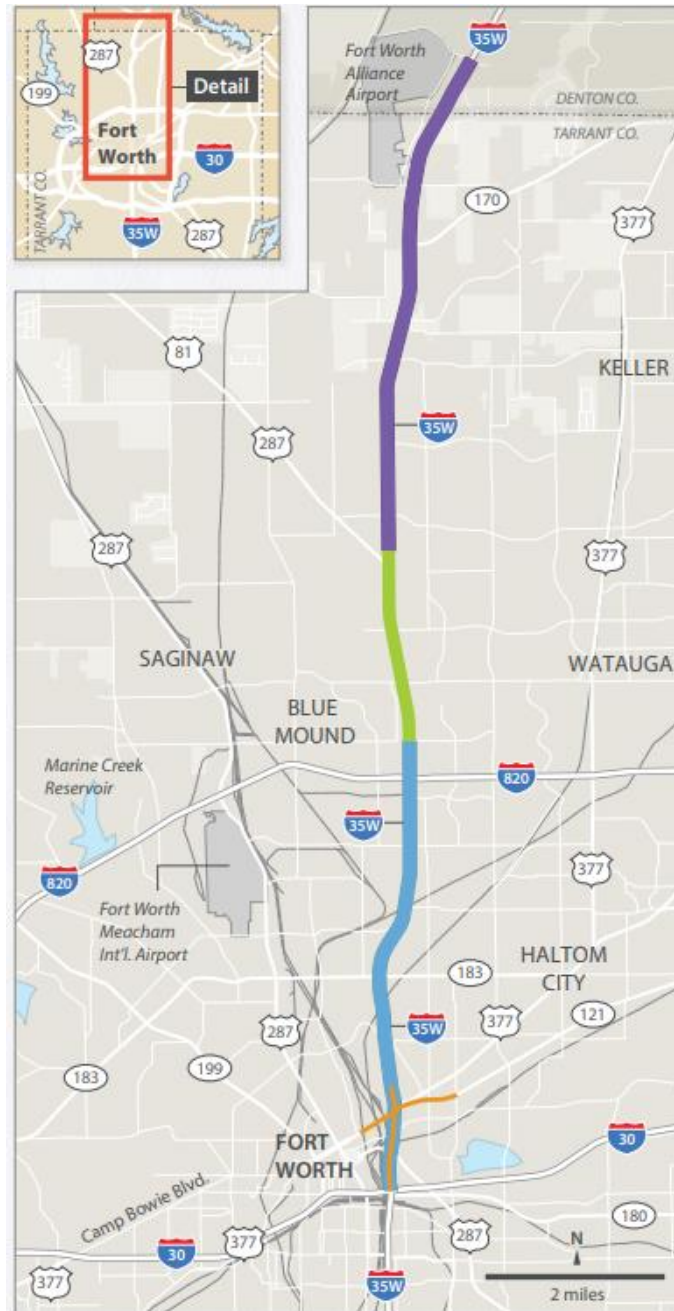 287
199
Detail
Fort
Worth
30
TARRANT CO.
35W
287
35W
Fort Worth
Alliance
Airport
DENTON CO.
TARRANT CO.
170
377
81
KELLER
287
35W
287
377
SAGINAW
WATAUGA
BLUE
MOUND
Marine Creek
Reservoir
820
35W
377
820
Fort Worth
Meacham
Int'l. Airport
HALTOM
CITY
183
377
121
287
35W
199
183
FORT
WORTH
30
Camp Bowie Blvd.
180
377
287
N
30
377
35W
2 miles